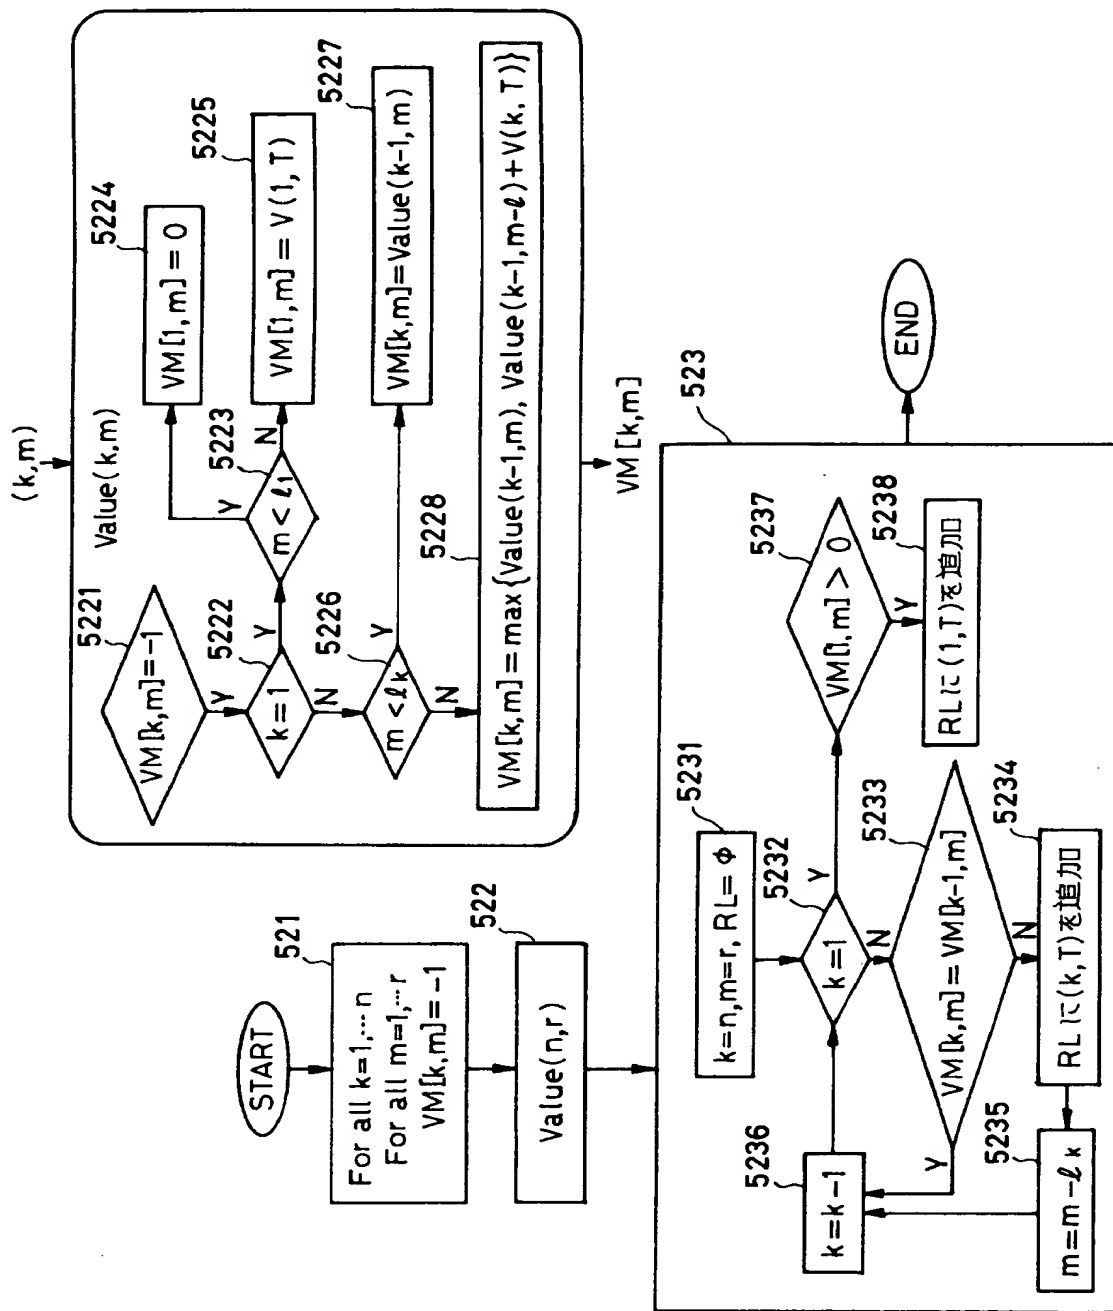 START
521
For all k=1,…n
For all m=1,…r
VM[k,m]=-1
522
Value(n,r)
(k,m)
Value(k,m)
5221
VM[k,m]=-1
Y
5222
k=1
Y
N
5223
m<ℓ1
Y
N
5224
VM[1,m]=0
5225
VM[1,m]=V(1,T)
5226
m<ℓk
Y
N
5227
VM[k,m]=Value(k-1,m)
5228
VM[k,m]=max{Value(k-1,m), Value(k-1,m-ℓ)+V(k,T)}
VM[k,m]
523
5231
k=n,m=r,RL=φ
5232
k=1
Y
N
5233
VM[k,m]=VM[k-1,m]
Y
N
5234
RLに(k,T)を追加
5235
m=m-ℓk
5236
k=k-1
5237
VM[1,m]>0
Y
5238
RLに(1,T)を追加
END